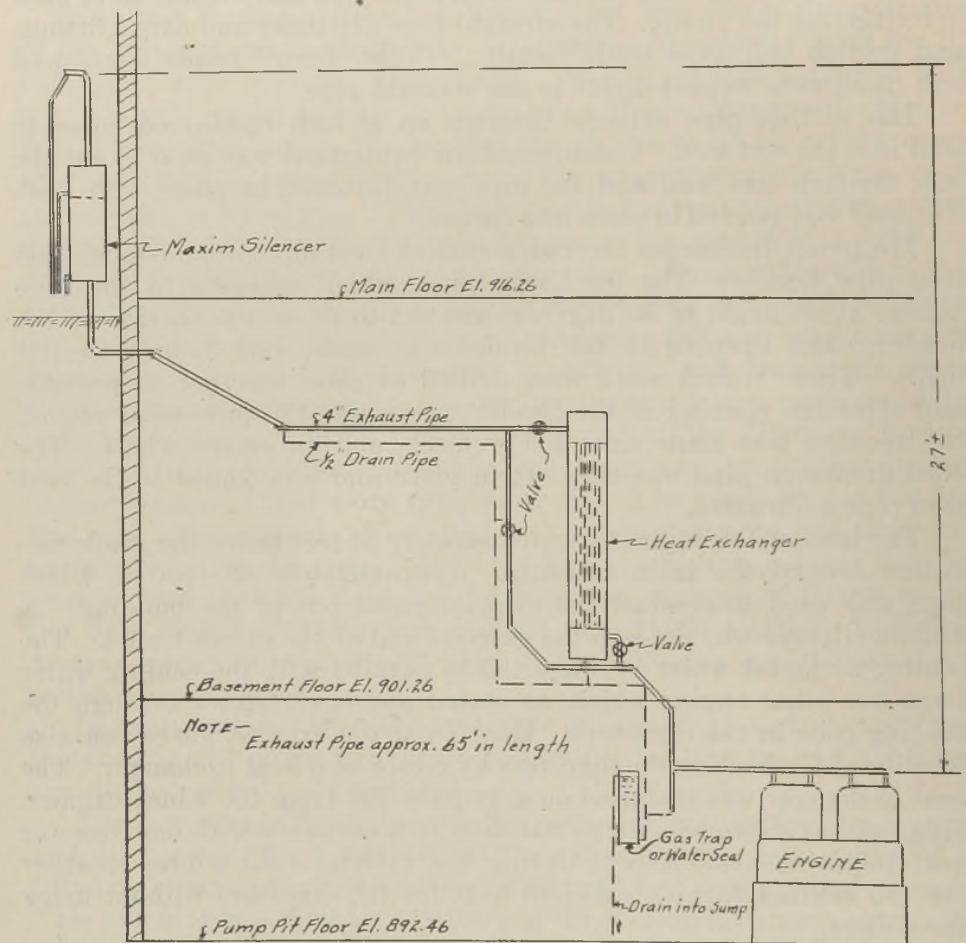 Maxim Silencer
Main Floor El. 916.26
4" Exhaust Pipe
1/2" Drain Pipe
Valve
Heat Exchanger
27'±
Valve
Basement Floor El. 901.26
NOTE—
Exhaust Pipe approx. 65' in length
Gas Trap
or Water Seal
ENGINE
Drain into Sump
Pump Pit Floor El. 892.46